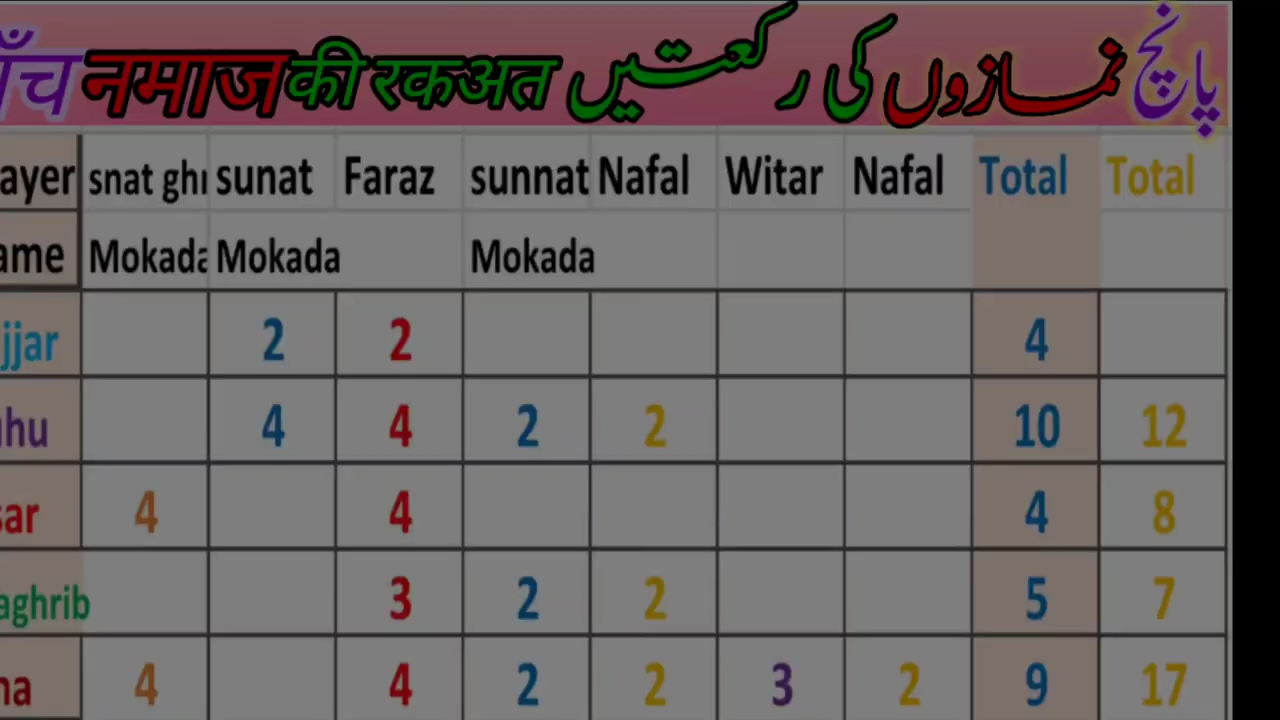 नमाज की रकअत پانچ نمازوں کی رکعتیں
snat sunat Faraz sunnat Nafal Witar Nafal Total Total
Mokada Mokada Mokada
2 2 4
4 4 2 2 10 12
4 4 4 8
3 2 2 5 7
4 4 2 2 3 2 9 17